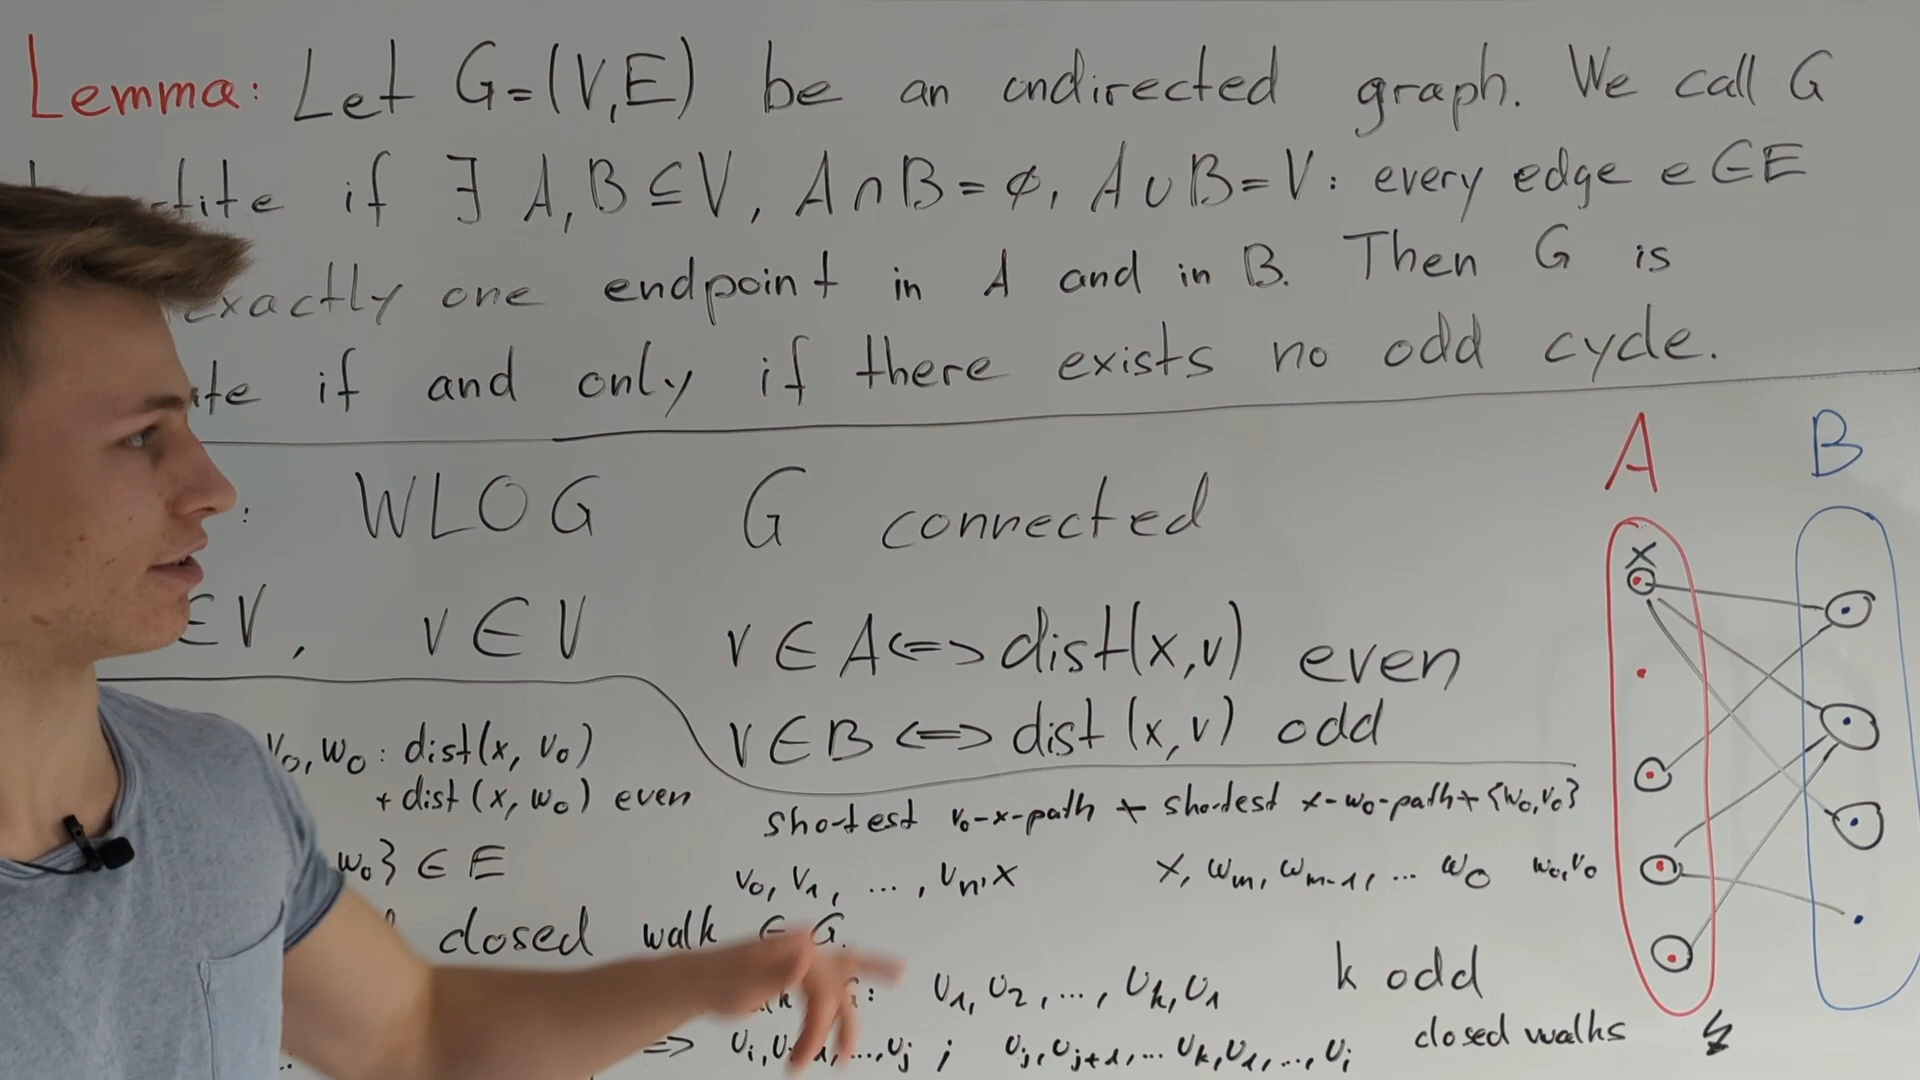 Lemma: Let G=(V,E) be an undirected graph. We call G
if ∃ A, B ⊆ V, A ∩ B = ∅, A ∪ B = V: every edge e ∈ E
exactly one endpoint in A and in B. Then G is
if and only if there exists no odd cycle.
A B
: WLOG G connected
x
∈ V, v ∈ V v ∈ A <=> dist(x,v) even
v ∈ B <=> dist(x,v) odd
v₀, w₀: dist(x, v₀)
+ dist(x, w₀) even
shortest v₀-x-path + shortest x-w₀-path + {w₀,v₀}
w₀} ∈ E
v₀, v₁, ..., vₙ, x x, wₘ, wₘ₋₁, ... w₀ w₀,v₀
closed walk ∈ G.
G: v₁, v₂, ..., vₖ, v₁ k odd
=> vⱼ ; vⱼ, vⱼ₊₁, ... vₖ, v₁, ..., vᵢ closed walks ↯